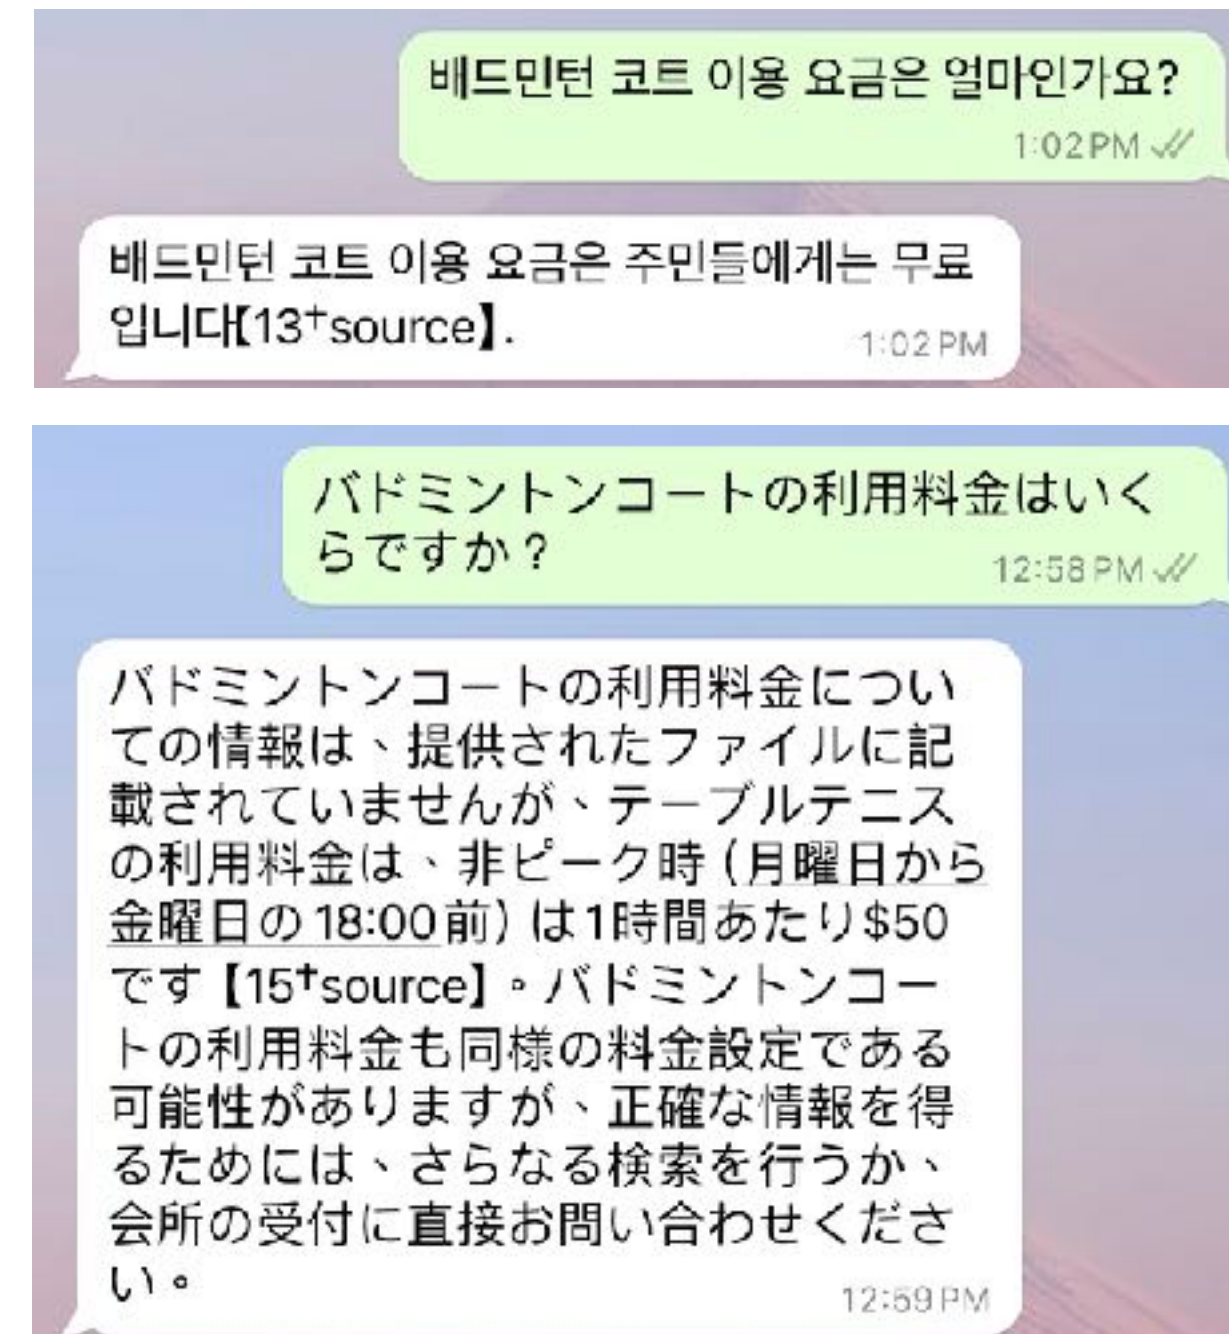 배드민턴 코트 이용 요금은 얼마인가요?
1:02 PM
배드민턴 코트 이용 요금은 주민들에게는 무료
입니다【13†source】.
1:02 PM
バドミントンコートの利用料金はいく
らですか？
12:58 PM
バドミントンコートの利用料金につい
ての情報は、提供されたファイルに記
載されていませんが、テーブルテニス
の利用料金は、非ピーク時 (月曜日から
金曜日の 18:00前) は1時間あたり$50
です【15†source】。バドミントンコー
トの利用料金も同様の料金設定である
可能性がありますが、正確な情報を得
るためには、さらなる検索を行うか、
会所の受付に直接お問い合わせくださ
い。
12:59 PM